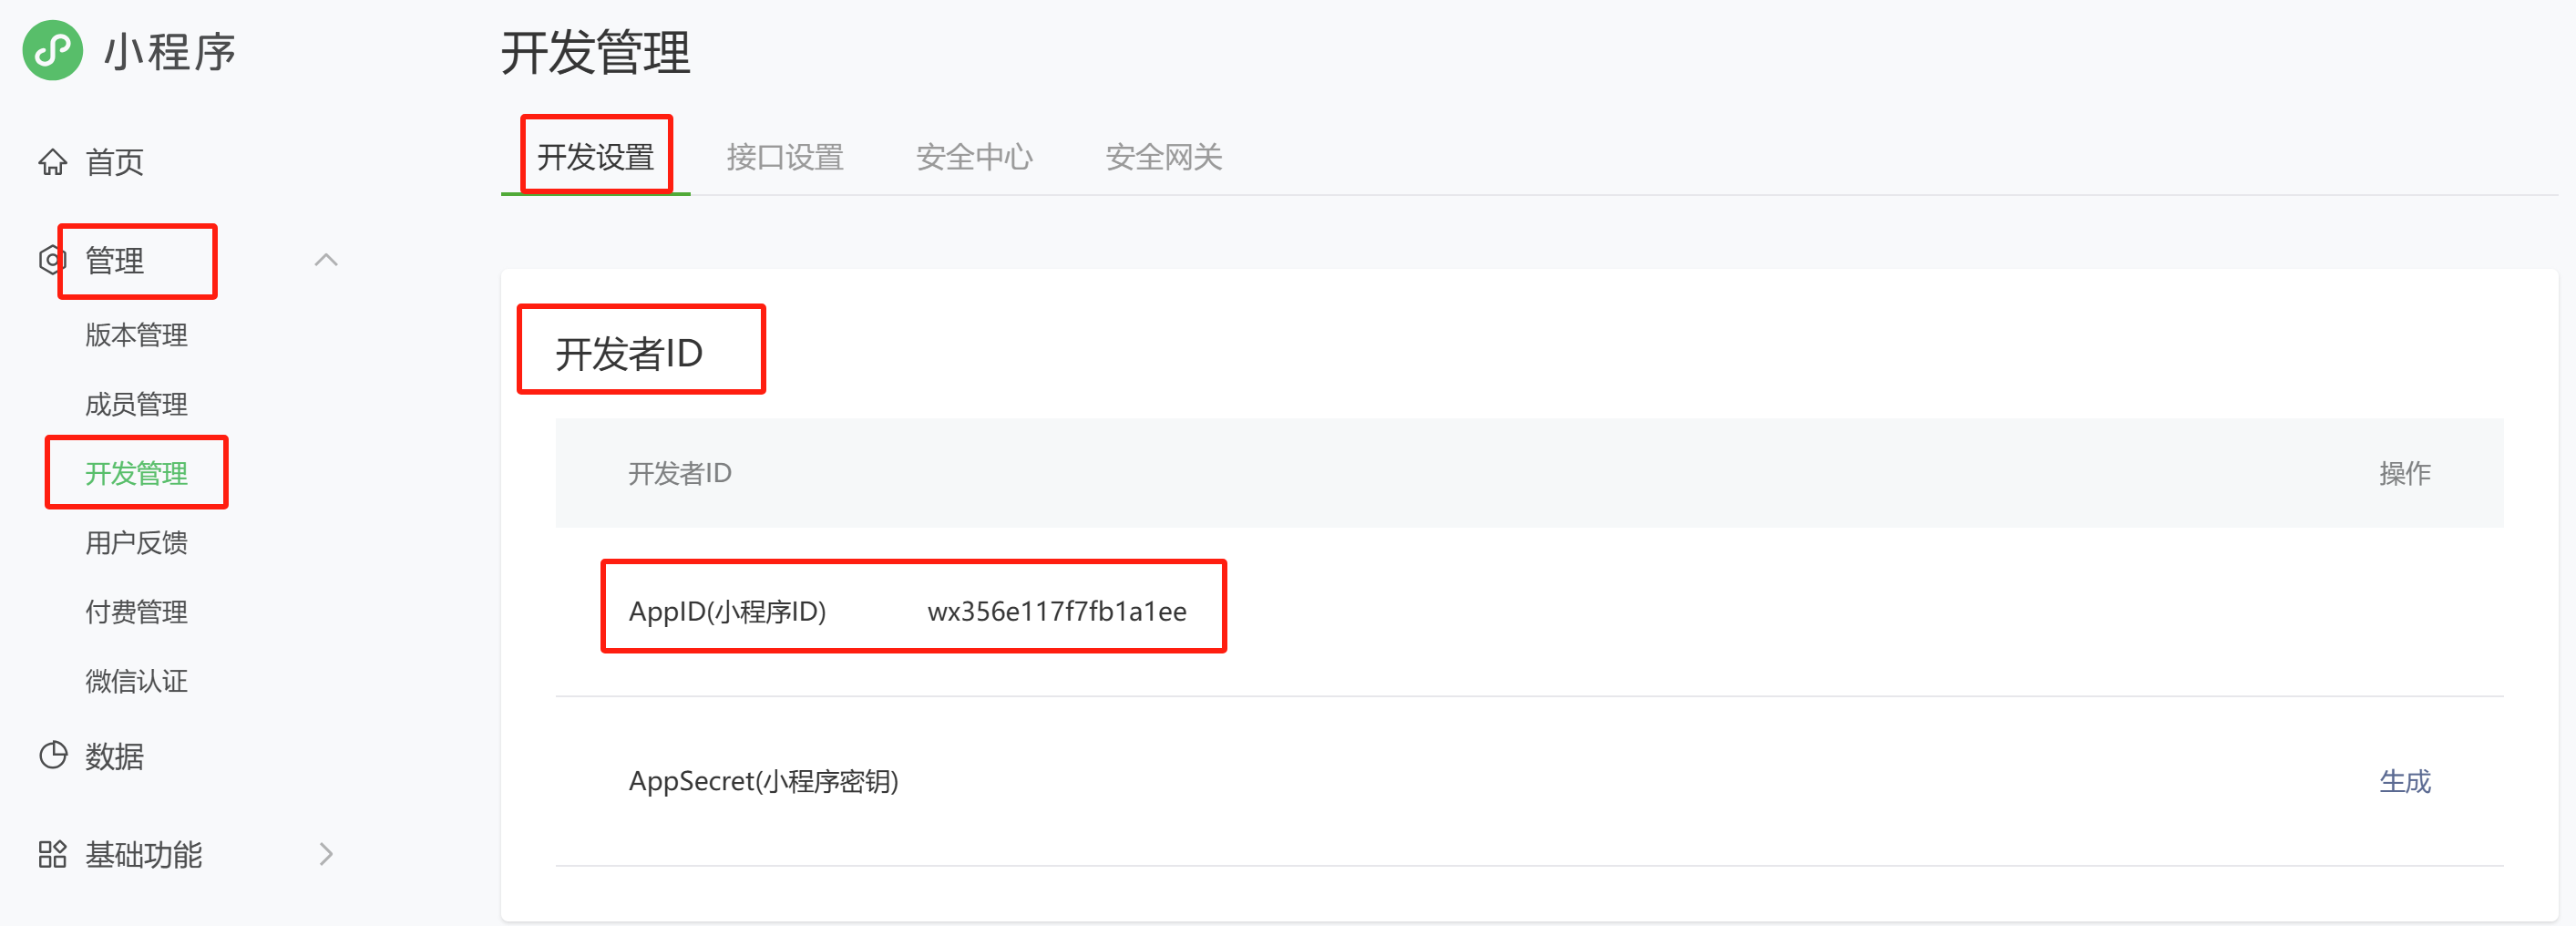 小程序
首页
管理
版本管理
成员管理
开发管理
用户反馈
付费管理
微信认证
数据
基础功能
开发管理
开发设置 接口设置 安全中心 安全网关
开发者ID
开发者ID 操作
AppID(小程序ID) wx356e117f7fb1a1ee
AppSecret(小程序密钥) 生成